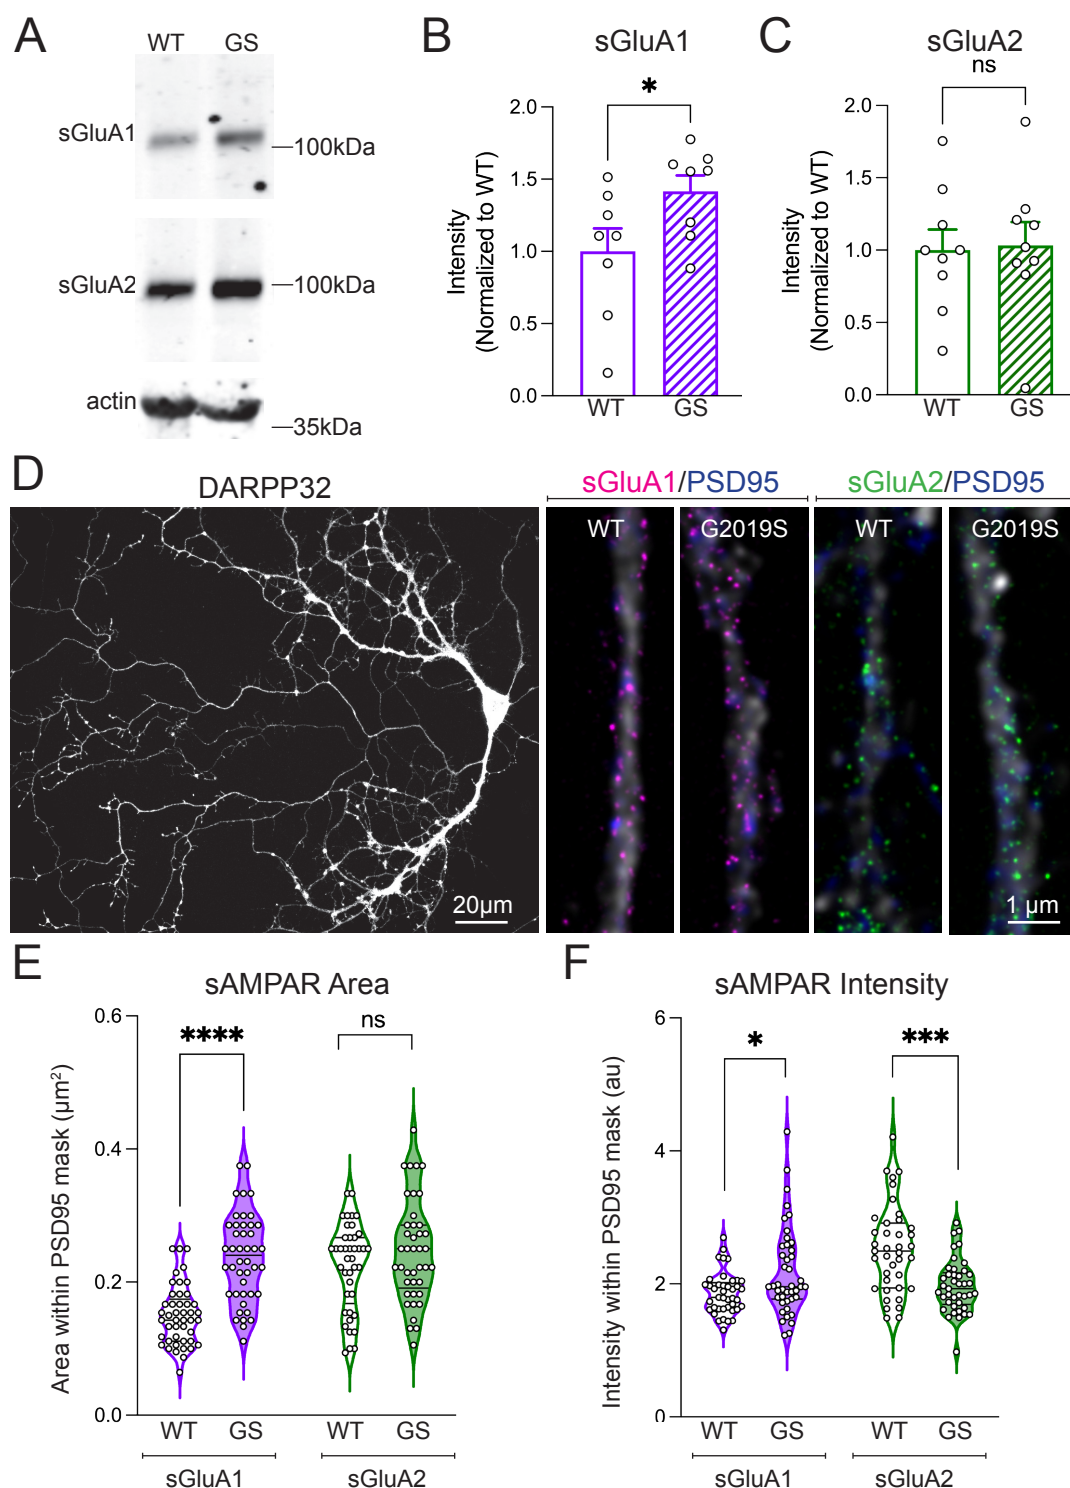 A
WT GS
sGluA1
100kDa
sGluA2
100kDa
actin
35kDa
B
sGluA1
*
Intensity
(Normalized to WT)
2.0
1.5
1.0
0.5
0.0
WT GS
C
sGluA2
ns
Intensity
(Normalized to WT)
2.0
1.5
1.0
0.5
0.0
WT GS
D
DARPP32
20µm
sGluA1/PSD95
WT
G2019S
sGluA2/PSD95
WT
G2019S
1 µm
E
sAMPAR Area
**** ns
Area within PSD95 mask (µm²)
0.6
0.4
0.2
0.0
WT GS WT GS
sGluA1 sGluA2
F
sAMPAR Intensity
* ***
Intensity within PSD95 mask (au)
6
4
2
0
WT GS WT GS
sGluA1 sGluA2